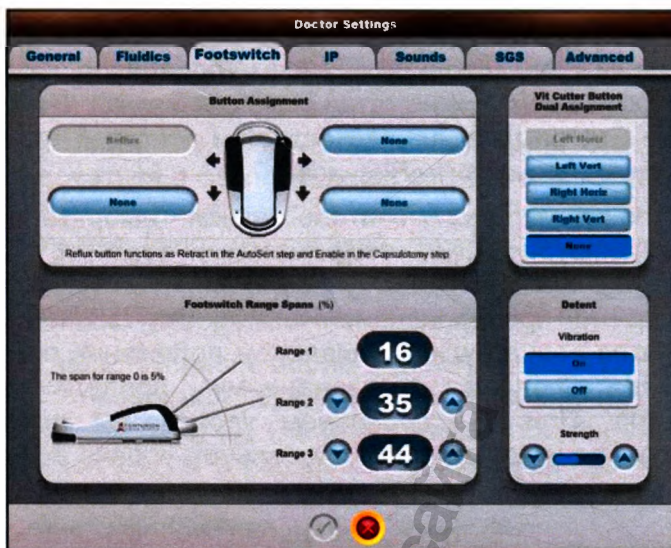 Doctor Settings
General Fluidics Footswitch IP Sounds SGS Advanced
Button Assignment
Reflux
None
None
None
Reflux button functions as Retract in the AutoSert step and Enable in the Capsulotomy step
Vit Cutter Button
Dual Assignment
Left Horiz
Left Vert
Right Horiz
Right Vert
None
Footswitch Range Spans (%)
The span for range 0 is 5%
CENTURION
Range 1 16
Range 2 35
Range 3 44
Detent
Vibration
On
Off
Strength